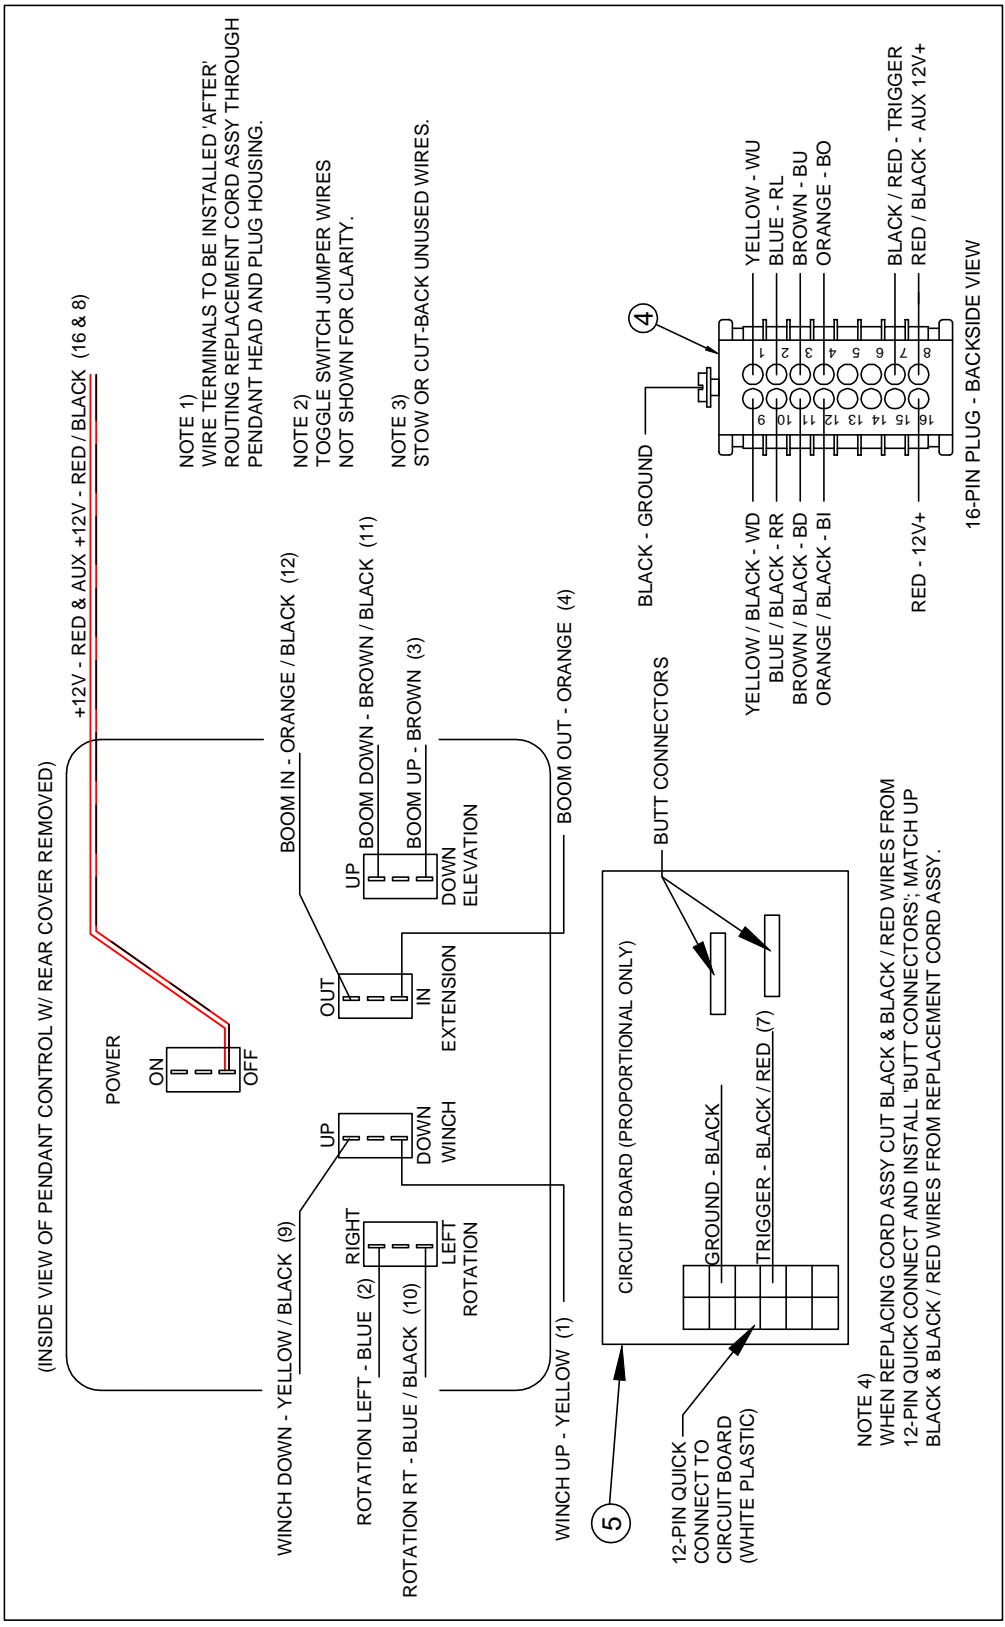 (INSIDE VIEW OF PENDANT CONTROL W/ REAR COVER REMOVED)
+12V - RED & AUX +12V - RED / BLACK (16 & 8)
POWER
ON
OFF
WINCH DOWN - YELLOW / BLACK (9)
UP
DOWN
WINCH
OUT
IN
EXTENSION
BOOM IN - ORANGE / BLACK (12)
ROTATION LEFT - BLUE (2)
ROTATION RT - BLUE / BLACK (10)
RIGHT
LEFT
ROTATION
UP
DOWN
ELEVATION
BOOM DOWN - BROWN / BLACK (11)
BOOM UP - BROWN (3)
WINCH UP - YELLOW (1)
BOOM OUT - ORANGE (4)
NOTE 1)
WIRE TERMINALS TO BE INSTALLED 'AFTER'
ROUTING REPLACEMENT CORD ASSY THROUGH
PENDANT HEAD AND PLUG HOUSING.
NOTE 2)
TOGGLE SWITCH JUMPER WIRES
NOT SHOWN FOR CLARITY.
NOTE 3)
STOW OR CUT-BACK UNUSED WIRES.
5
CIRCUIT BOARD (PROPORTIONAL ONLY)
12-PIN QUICK
CONNECT TO
CIRCUIT BOARD
(WHITE PLASTIC)
GROUND - BLACK
TRIGGER - BLACK / RED (7)
BUTT CONNECTORS
NOTE 4)
WHEN REPLACING CORD ASSY CUT BLACK & BLACK / RED WIRES FROM
12-PIN QUICK CONNECT AND INSTALL 'BUTT CONNECTORS'; MATCH UP
BLACK & BLACK / RED WIRES FROM REPLACEMENT CORD ASSY.
BLACK - GROUND
4
YELLOW / BLACK - WD
BLUE / BLACK - RR
BROWN / BLACK - BD
ORANGE / BLACK - BI
RED - 12V+
9
10
11
12
13
14
15
16
1
2
3
4
5
6
7
8
YELLOW - WU
BLUE - RL
BROWN - BU
ORANGE - BO
BLACK / RED - TRIGGER
RED / BLACK - AUX 12V+
16-PIN PLUG - BACKSIDE VIEW